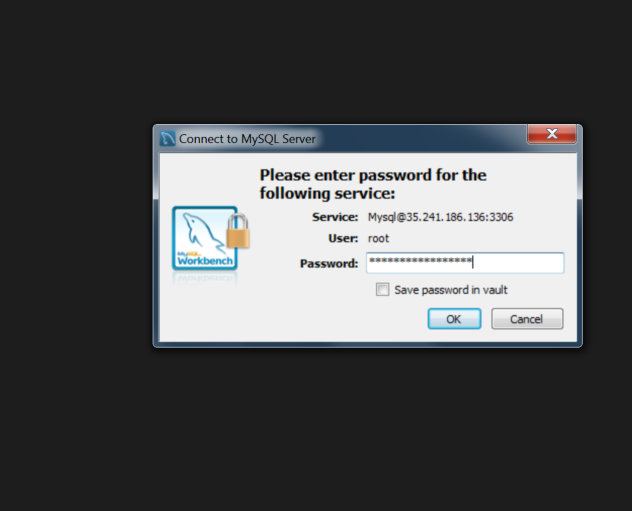 Connect to MySQL Server
Please enter password for the
following service:
Service: Mysql@35.241.186.136:3306
User: root
Password: *****************
Save password in vault
OK Cancel
MySQL
Workbench